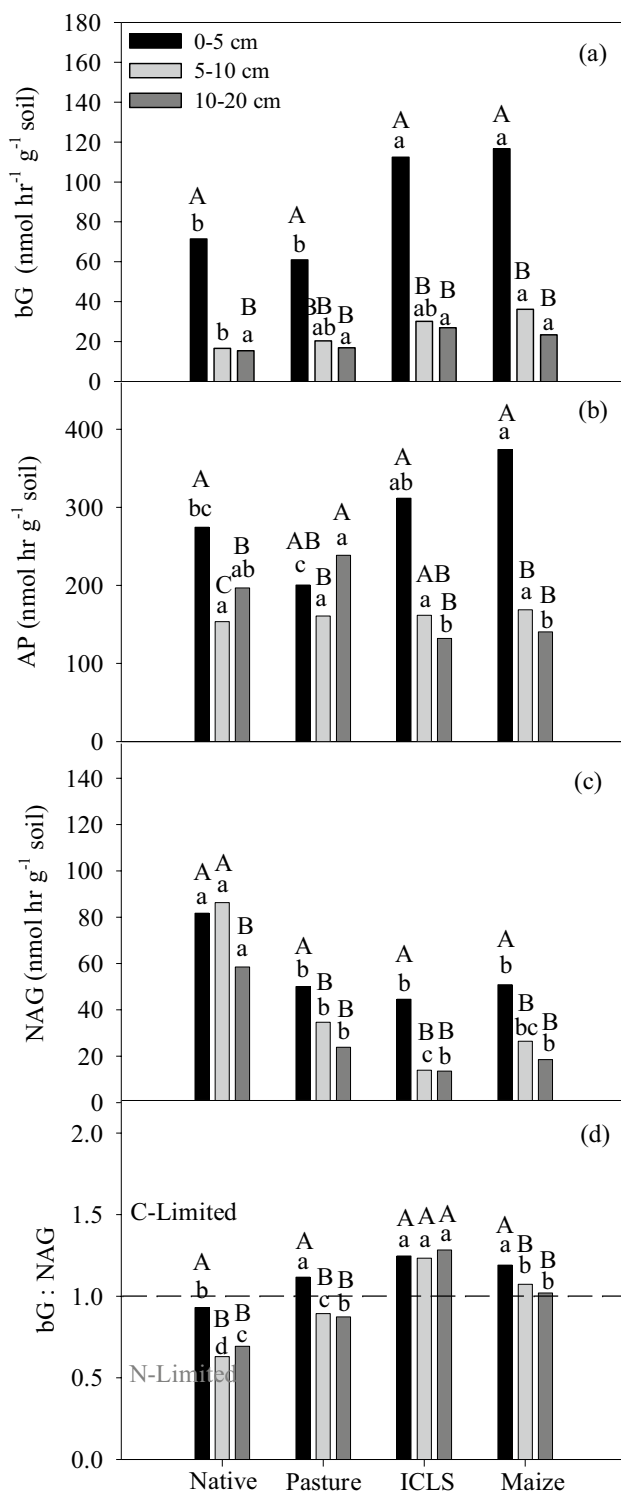 180
160
140
120
100
80
60
40
20
0
bG (nmol hr⁻¹ g⁻¹ soil)
0-5 cm
5-10 cm
10-20 cm
(a)
A
b
b
B
a
A
b
B
ab
B
a
A
a
B
ab
B
a
A
a
B
a
B
a
400
300
200
100
0
AP (nmol hr g⁻¹ soil)
(b)
A
bc
C
a
B
ab
AB
c
B
a
A
a
A
ab
AB
a
B
b
A
a
B
a
B
b
140
120
100
80
60
40
20
0
NAG (nmol hr g⁻¹ soil)
(c)
A
a
A
a
B
a
A
b
B
b
B
b
A
b
B
c
B
b
A
b
B
bc
B
b
2.0
1.5
1.0
0.5
0.0
bG : NAG
(d)
C-Limited
N-Limited
A
b
B
d
B
c
A
a
B
c
B
b
A
a
A
a
A
a
A
a
B
b
B
b
Native
Pasture
ICLS
Maize